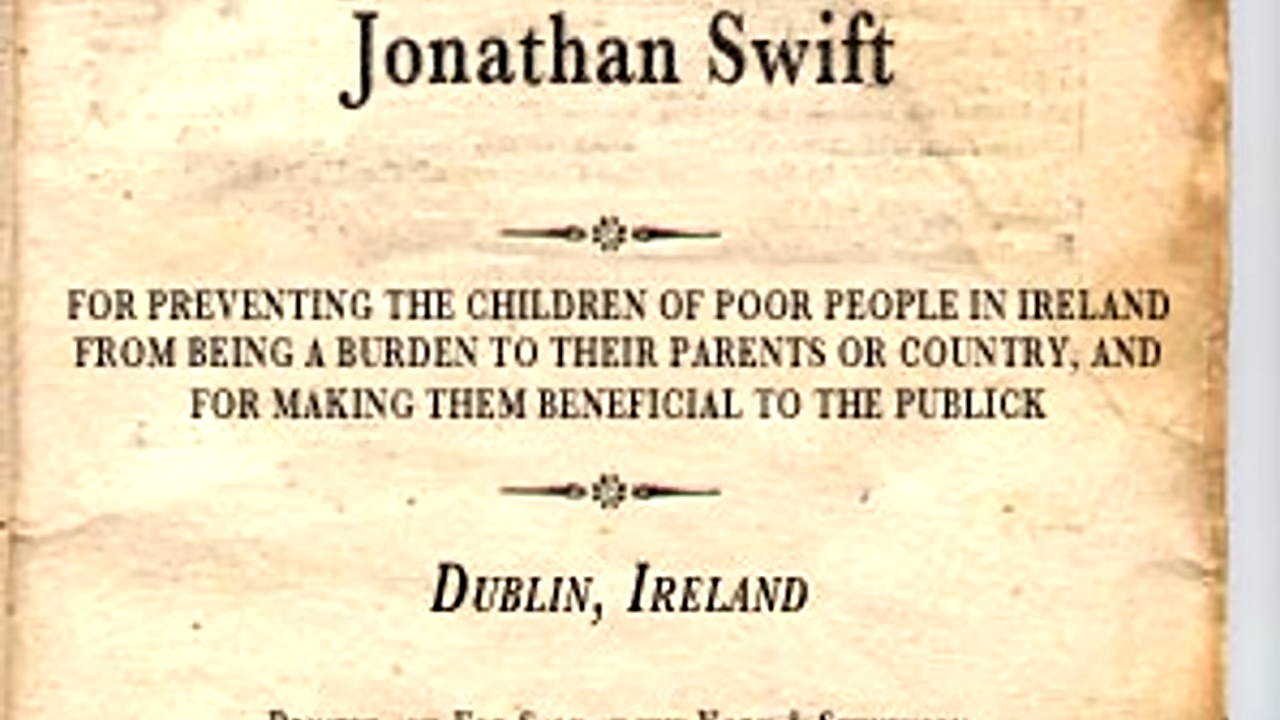 Jonathan Swift
FOR PREVENTING THE CHILDREN OF POOR PEOPLE IN IRELAND
FROM BEING A BURDEN TO THEIR PARENTS OR COUNTRY, AND
FOR MAKING THEM BENEFICIAL TO THE PUBLICK
DUBLIN, IRELAND